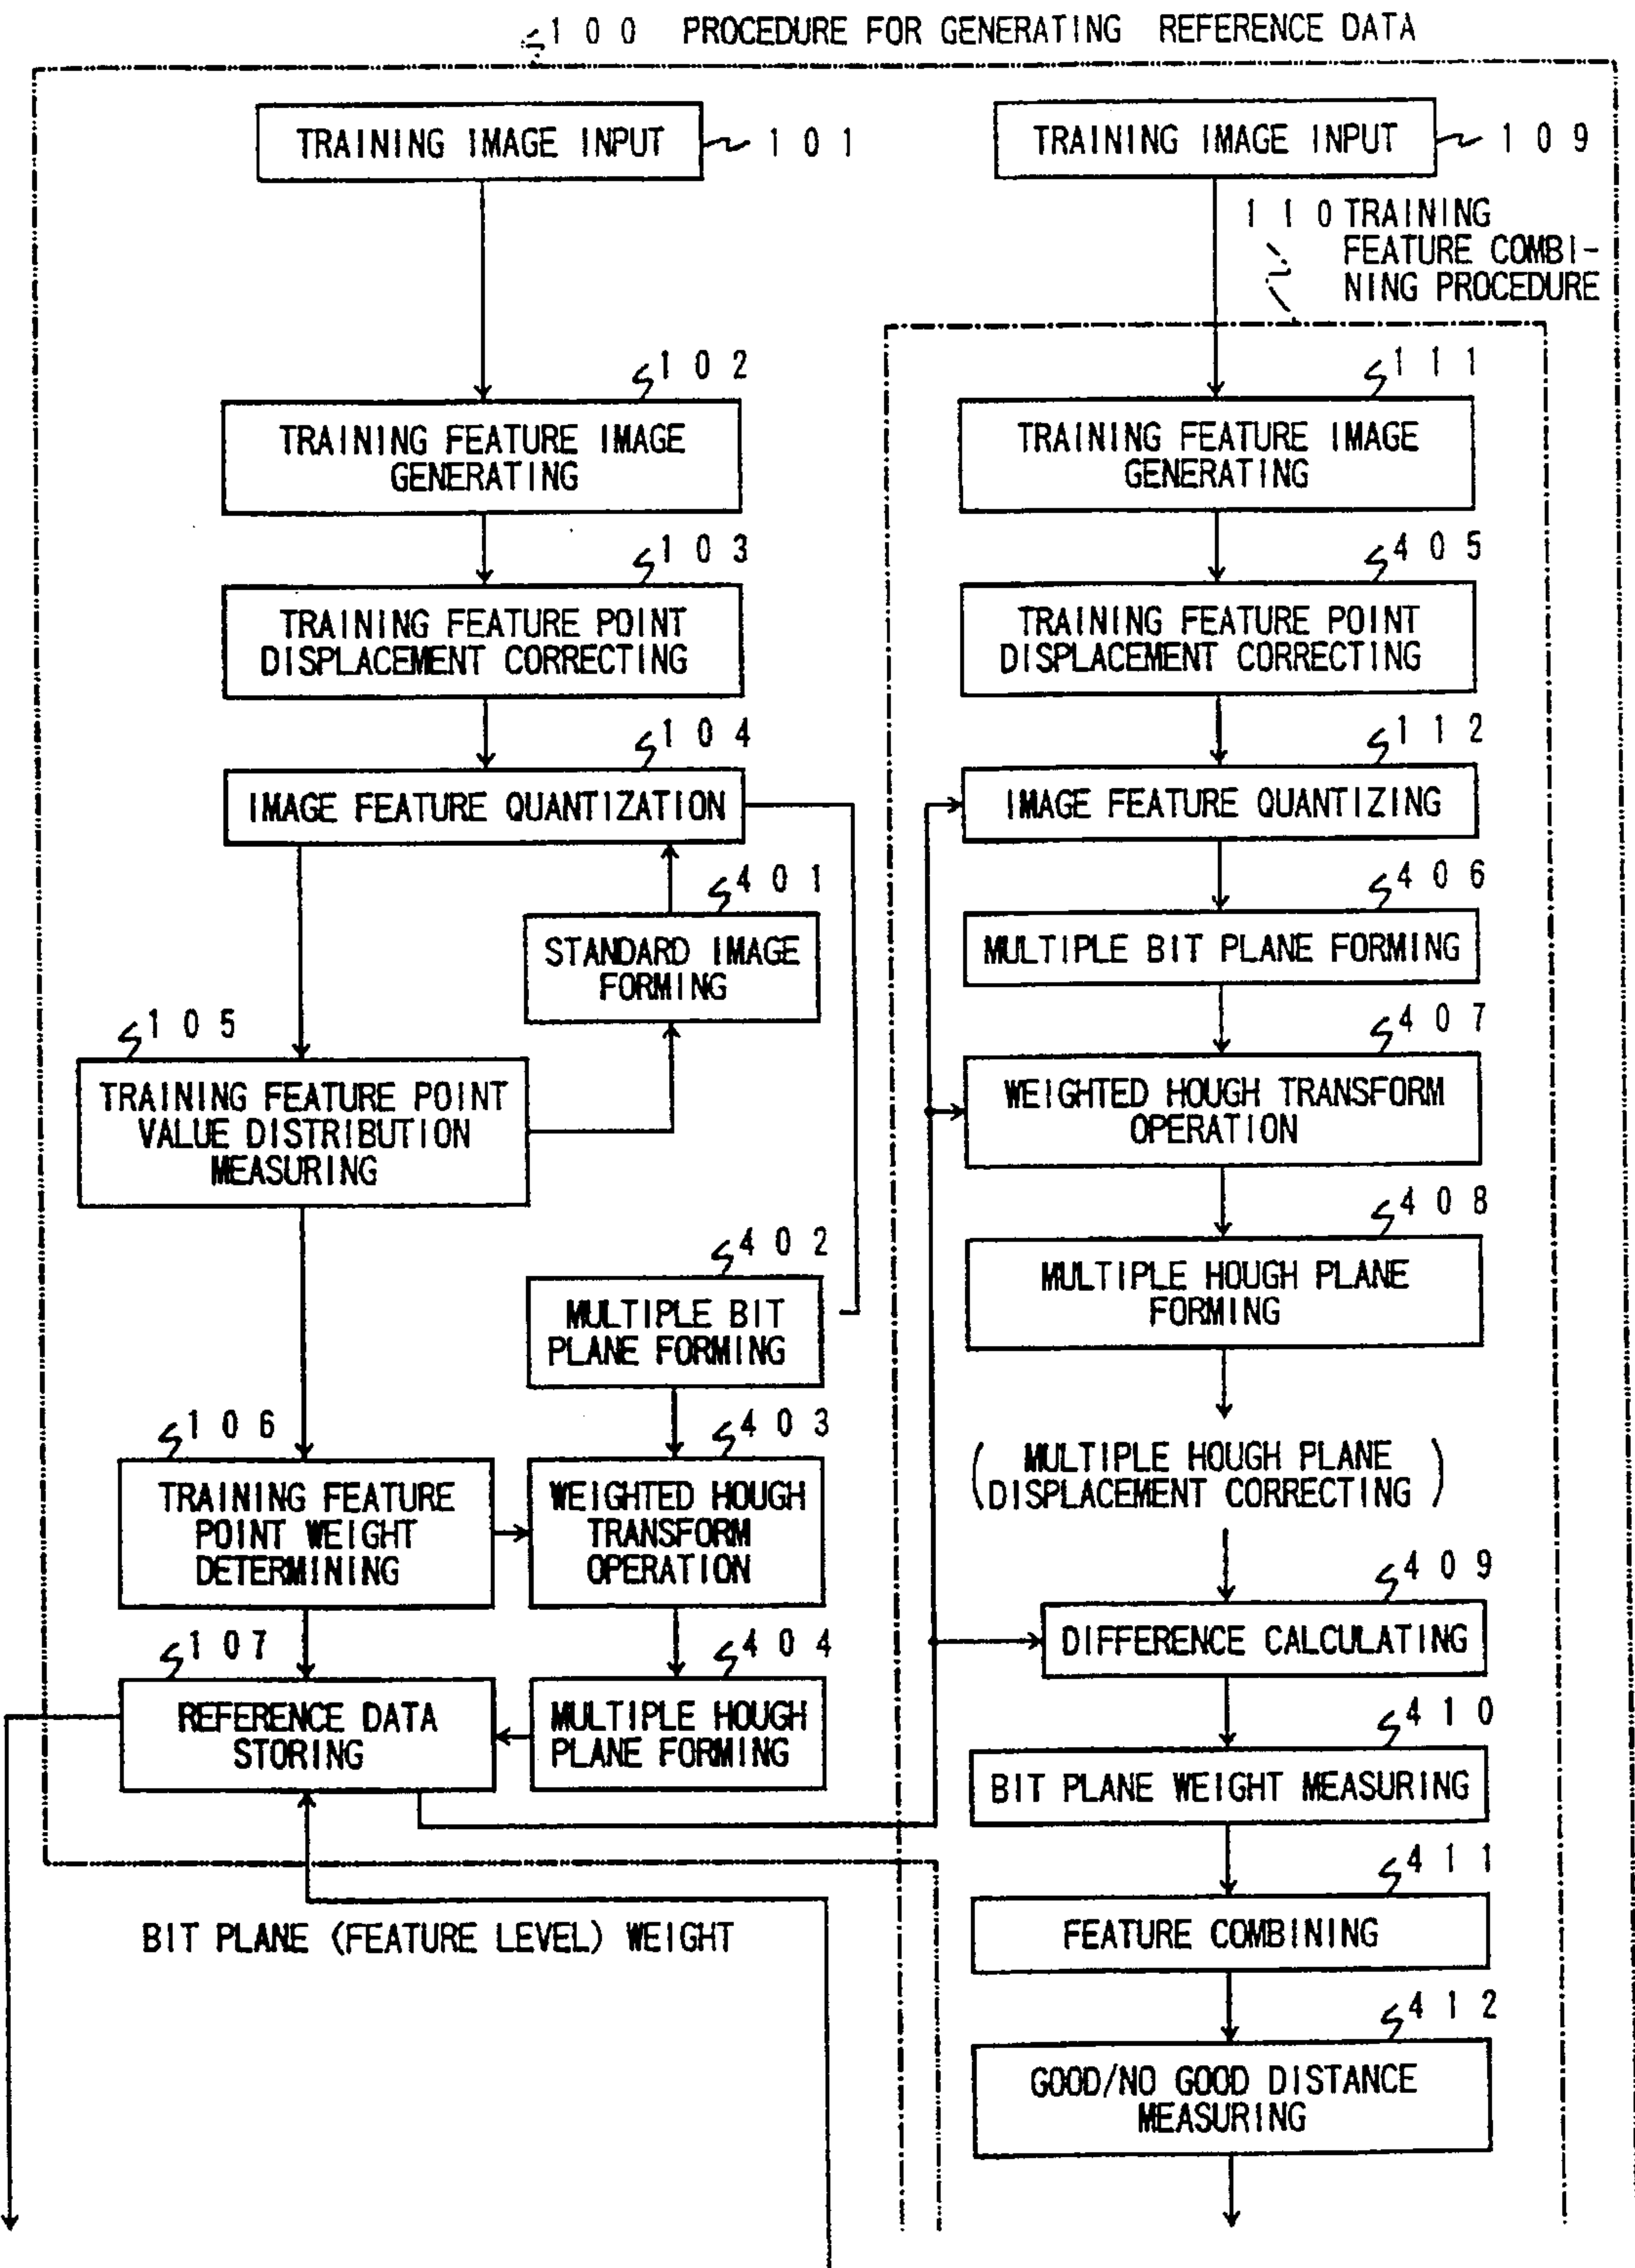 100 PROCEDURE FOR GENERATING REFERENCE DATA
TRAINING IMAGE INPUT
101
102
TRAINING FEATURE IMAGE
GENERATING
103
TRAINING FEATURE POINT
DISPLACEMENT CORRECTING
104
IMAGE FEATURE QUANTIZATION
401
STANDARD IMAGE
FORMING
105
TRAINING FEATURE POINT
VALUE DISTRIBUTION
MEASURING
402
MULTIPLE BIT
PLANE FORMING
106
TRAINING FEATURE
POINT WEIGHT
DETERMINING
403
WEIGHTED HOUGH
TRANSFORM
OPERATION
107
REFERENCE DATA
STORING
404
MULTIPLE HOUGH
PLANE FORMING
BIT PLANE (FEATURE LEVEL) WEIGHT
TRAINING IMAGE INPUT
109
110 TRAINING
FEATURE COMBI-
NING PROCEDURE
111
TRAINING FEATURE IMAGE
GENERATING
405
TRAINING FEATURE POINT
DISPLACEMENT CORRECTING
112
IMAGE FEATURE QUANTIZING
406
MULTIPLE BIT PLANE FORMING
407
WEIGHTED HOUGH TRANSFORM
OPERATION
408
MULTIPLE HOUGH PLANE
FORMING
(MULTIPLE HOUGH PLANE
DISPLACEMENT CORRECTING)
409
DIFFERENCE CALCULATING
410
BIT PLANE WEIGHT MEASURING
411
FEATURE COMBINING
412
GOOD/NO GOOD DISTANCE
MEASURING